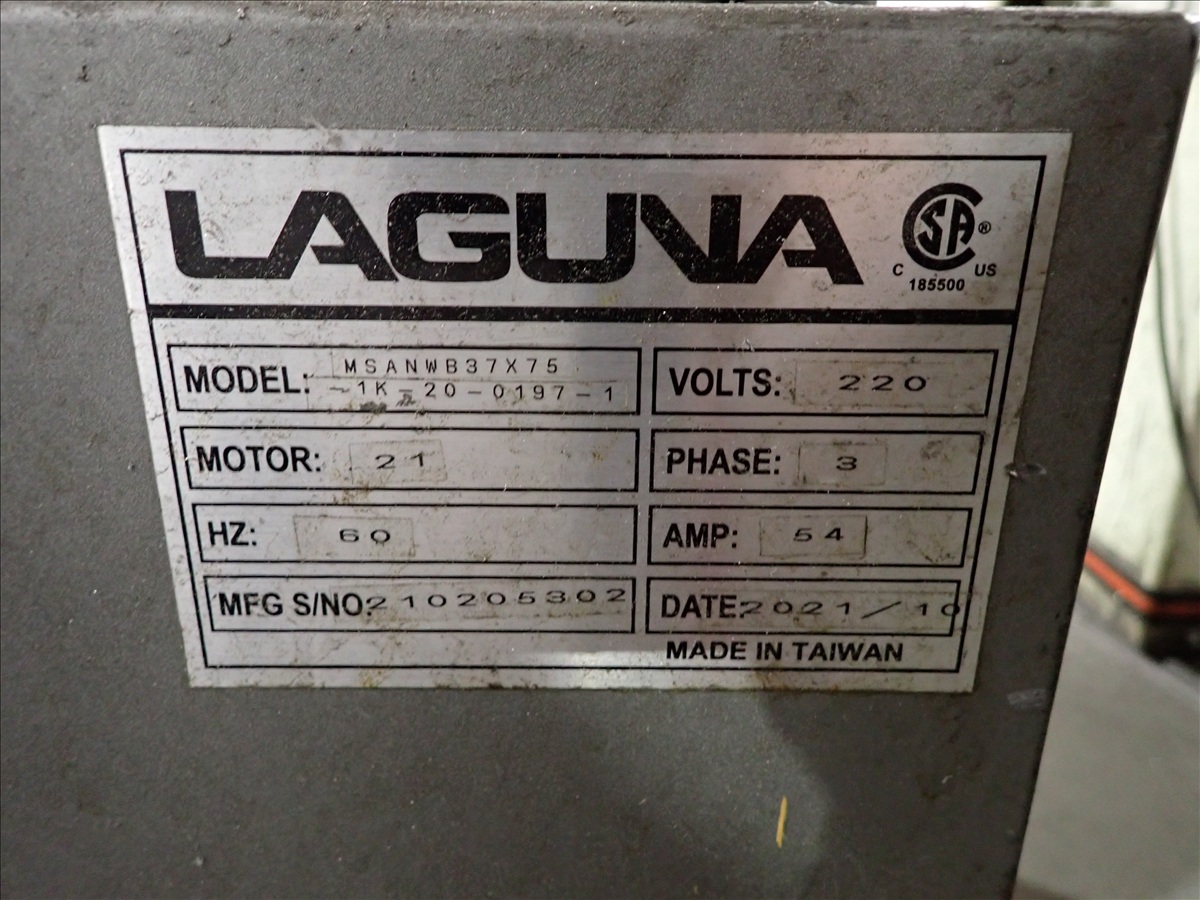 LAGUNA
CSA ®
C US
185500
MODEL: MSANWB37X75
-1K-20-0197-1
VOLTS: 220
MOTOR: 21
PHASE: 3
HZ: 60
AMP: 54
MFG S/NO: 210205302
DATE: 2021/10
MADE IN TAIWAN